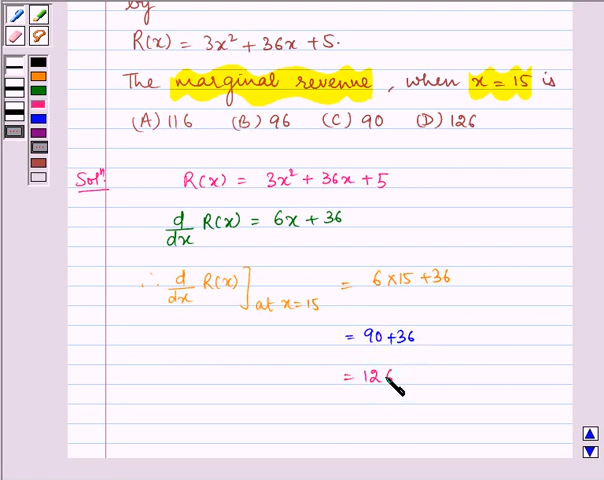 by
R(x) = 3x² + 36x + 5.
The marginal revenue, when x = 15 is
(A) 116 (B) 96 (C) 90 (D) 126
Solⁿ. R(x) = 3x² + 36x + 5
d/dx R(x) = 6x + 36
∴ d/dx R(x)] at x = 15 = 6×15 + 36
= 90 + 36
= 126